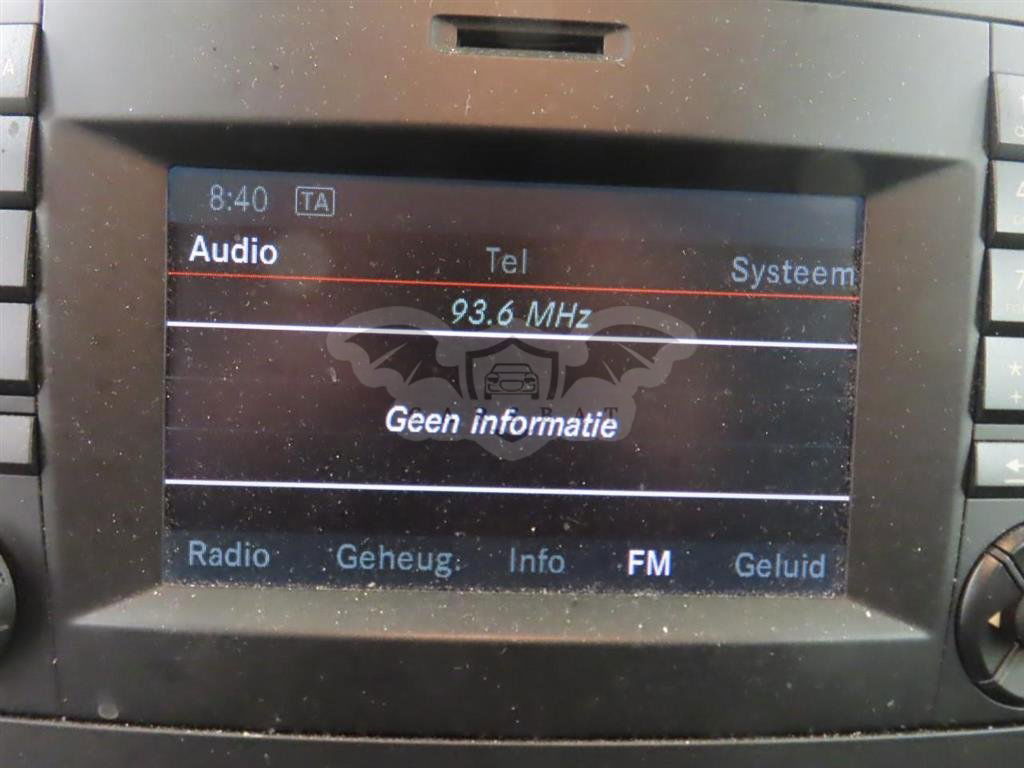 8:40 TA
Audio Tel Systeem
93.6 MHz
Geen informatie
Radio Geheug. Info FM Geluid